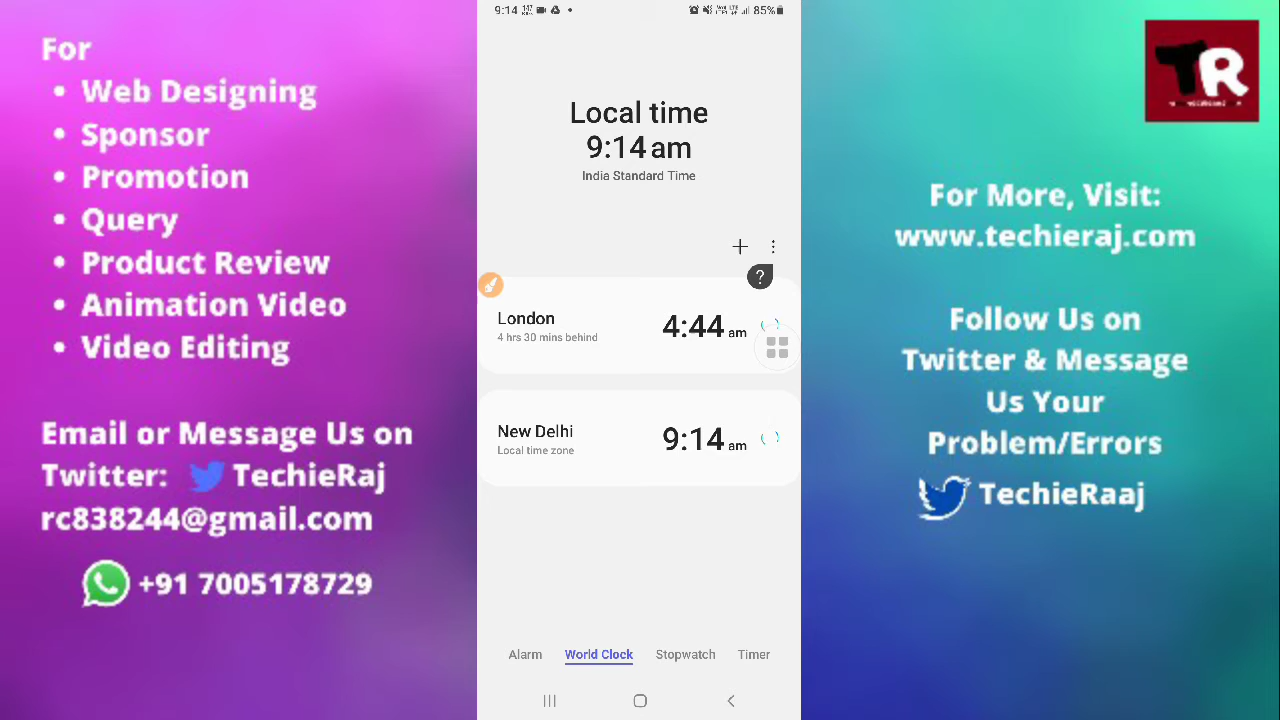 For
• Web Designing
• Sponsor
• Promotion
• Query
• Product Review
• Animation Video
• Video Editing
Email or Message Us on
Twitter: TechieRaj
rc838244@gmail.com
+91 7005178729
9:14
85%
Local time
9:14 am
India Standard Time
?
London
4:44 am
4 hrs 30 mins behind
New Delhi
9:14 am
Local time zone
Alarm
World Clock
Stopwatch
Timer
TR
For More, Visit:
www.techieraj.com
Follow Us on
Twitter & Message
Us Your
Problem/Errors
TechieRaaj